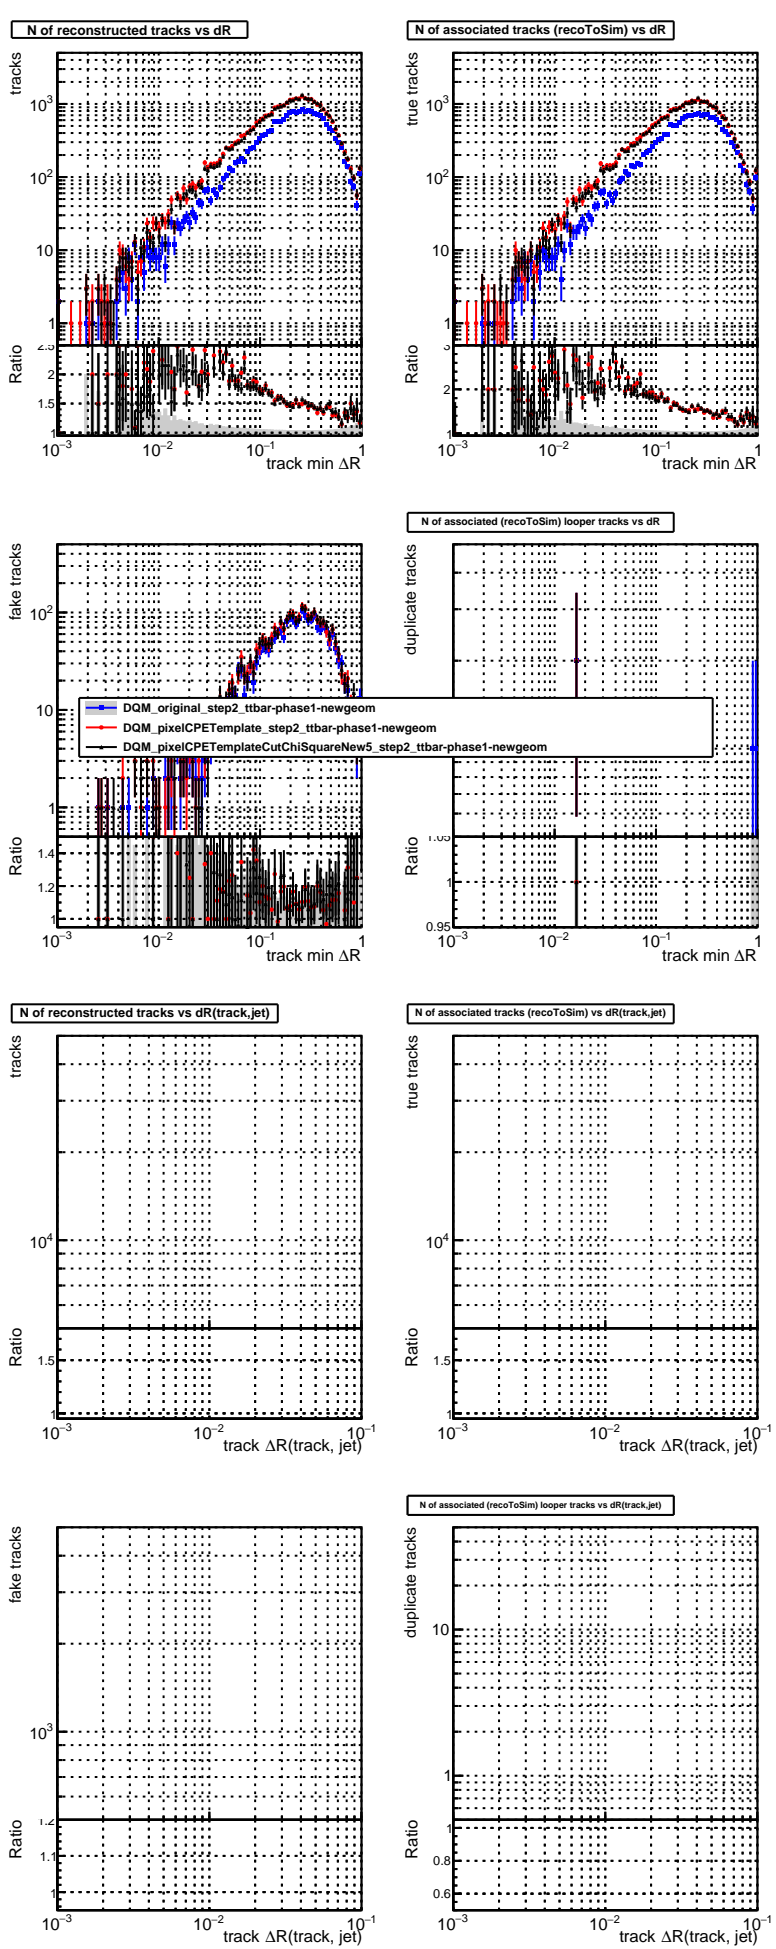 N of reconstructed tracks vs dR
tracks
10³
10²
10
1
2.5
2
1.5
1
Ratio
10⁻³ 10⁻² 10⁻¹ 1
track min ΔR
N of associated tracks (recoToSim) vs dR
true tracks
10³
10²
10
1
3
2
1
Ratio
10⁻³ 10⁻² 10⁻¹ 1
track min ΔR
fake tracks
10²
10
1
1.4
1.2
1
Ratio
10⁻³ 10⁻² 10⁻¹ 1
track min ΔR
N of associated (recoToSim) looper tracks vs dR
duplicate tracks
1.05
1
0.95
Ratio
10⁻³ 10⁻² 10⁻¹ 1
track min ΔR
DQM_original_step2_ttbar-phase1-newgeom
DQM_pixelCPETemplate_step2_ttbar-phase1-newgeom
DQM_pixelCPETemplateCutChiSquareNew5_step2_ttbar-phase1-newgeom
N of reconstructed tracks vs dR(track,jet)
tracks
10⁴
1.5
1
Ratio
10⁻³ 10⁻² 10⁻¹
track ΔR(track, jet)
N of associated tracks (recoToSim) vs dR(track,jet)
true tracks
10⁴
1.5
1
Ratio
10⁻³ 10⁻² 10⁻¹
track ΔR(track, jet)
fake tracks
10³
1.2
1.1
1
Ratio
10⁻³ 10⁻² 10⁻¹
track ΔR(track, jet)
N of associated (recoToSim) looper tracks vs dR(track,jet)
duplicate tracks
10
1
1
0.8
0.6
Ratio
10⁻³ 10⁻² 10⁻¹
track ΔR(track, jet)